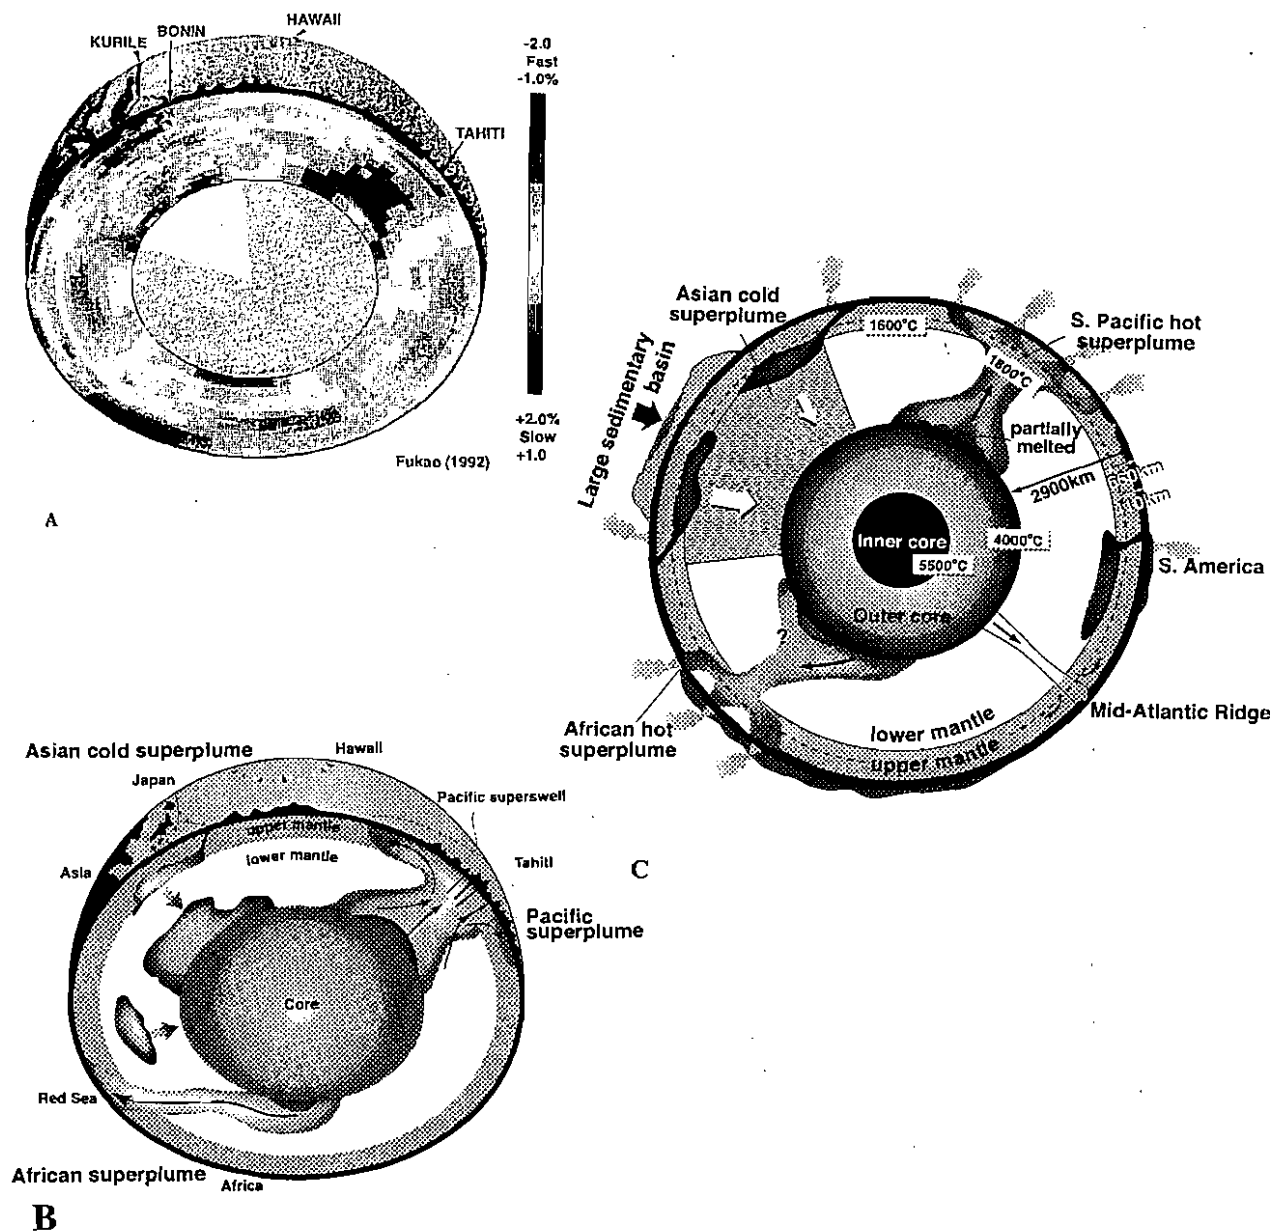 HAWAII
BONIN
KURILE
TAHITI
-2.0
Fast
-1.0%
+2.0%
Slow
+1.0
Fukao (1992)
A
Asian cold
superplume
1600°C
S. Pacific hot
superplume
1800°C
Large sedimentary
basin
partially
melted
2900km
Inner core
4000°C
5500°C
S. America
Outer core
?
African hot
superplume
lower mantle
upper mantle
Mid-Atlantic Ridge
C
Asian cold superplume
Hawaii
Japan
Pacific superswell
upper mantle
lower mantle
Asia
Tahiti
Pacific
superplume
Core
Red Sea
African superplume
Africa
B